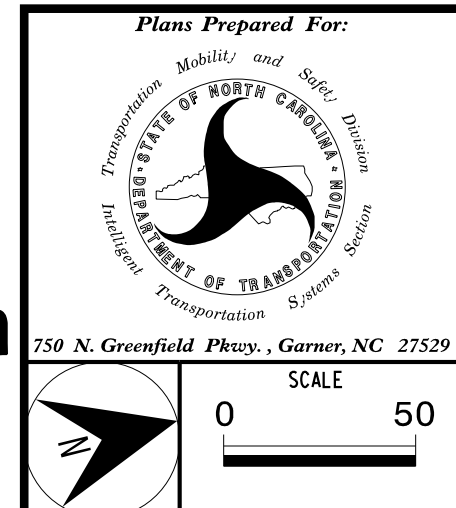 Plans Prepared For:
Transportation Mobility and Safety Division
STATE OF NORTH CAROLINA
DEPARTMENT OF TRANSPORTATION
Intelligent Transportation Systems Section
750 N. Greenfield Pkwy. , Garner, NC 27529
N
SCALE
0 50